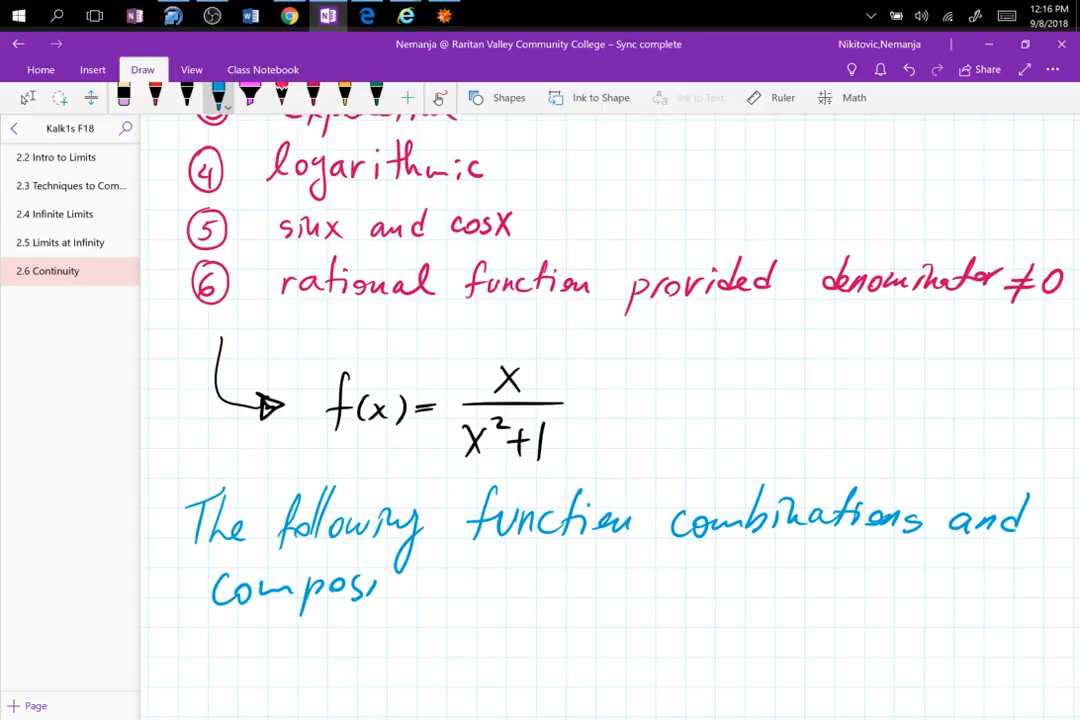 12:16 PM
9/8/2018
Nemanja @ Raritan Valley Community College – Sync complete
Nikitovic,Nemanja
Home Insert Draw View Class Notebook
Share
Shapes Ink to Shape Ink to Text Ruler Math
Kalk1s F18
2.2 Intro to Limits
2.3 Techniques to Com...
2.4 Infinite Limits
2.5 Limits at Infinity
2.6 Continuity
Page
④ logarithmic
⑤ sinx and cosx
⑥ rational function provided denominator ≠0
f(x)= x
x²+1
The following function combinations and
composi